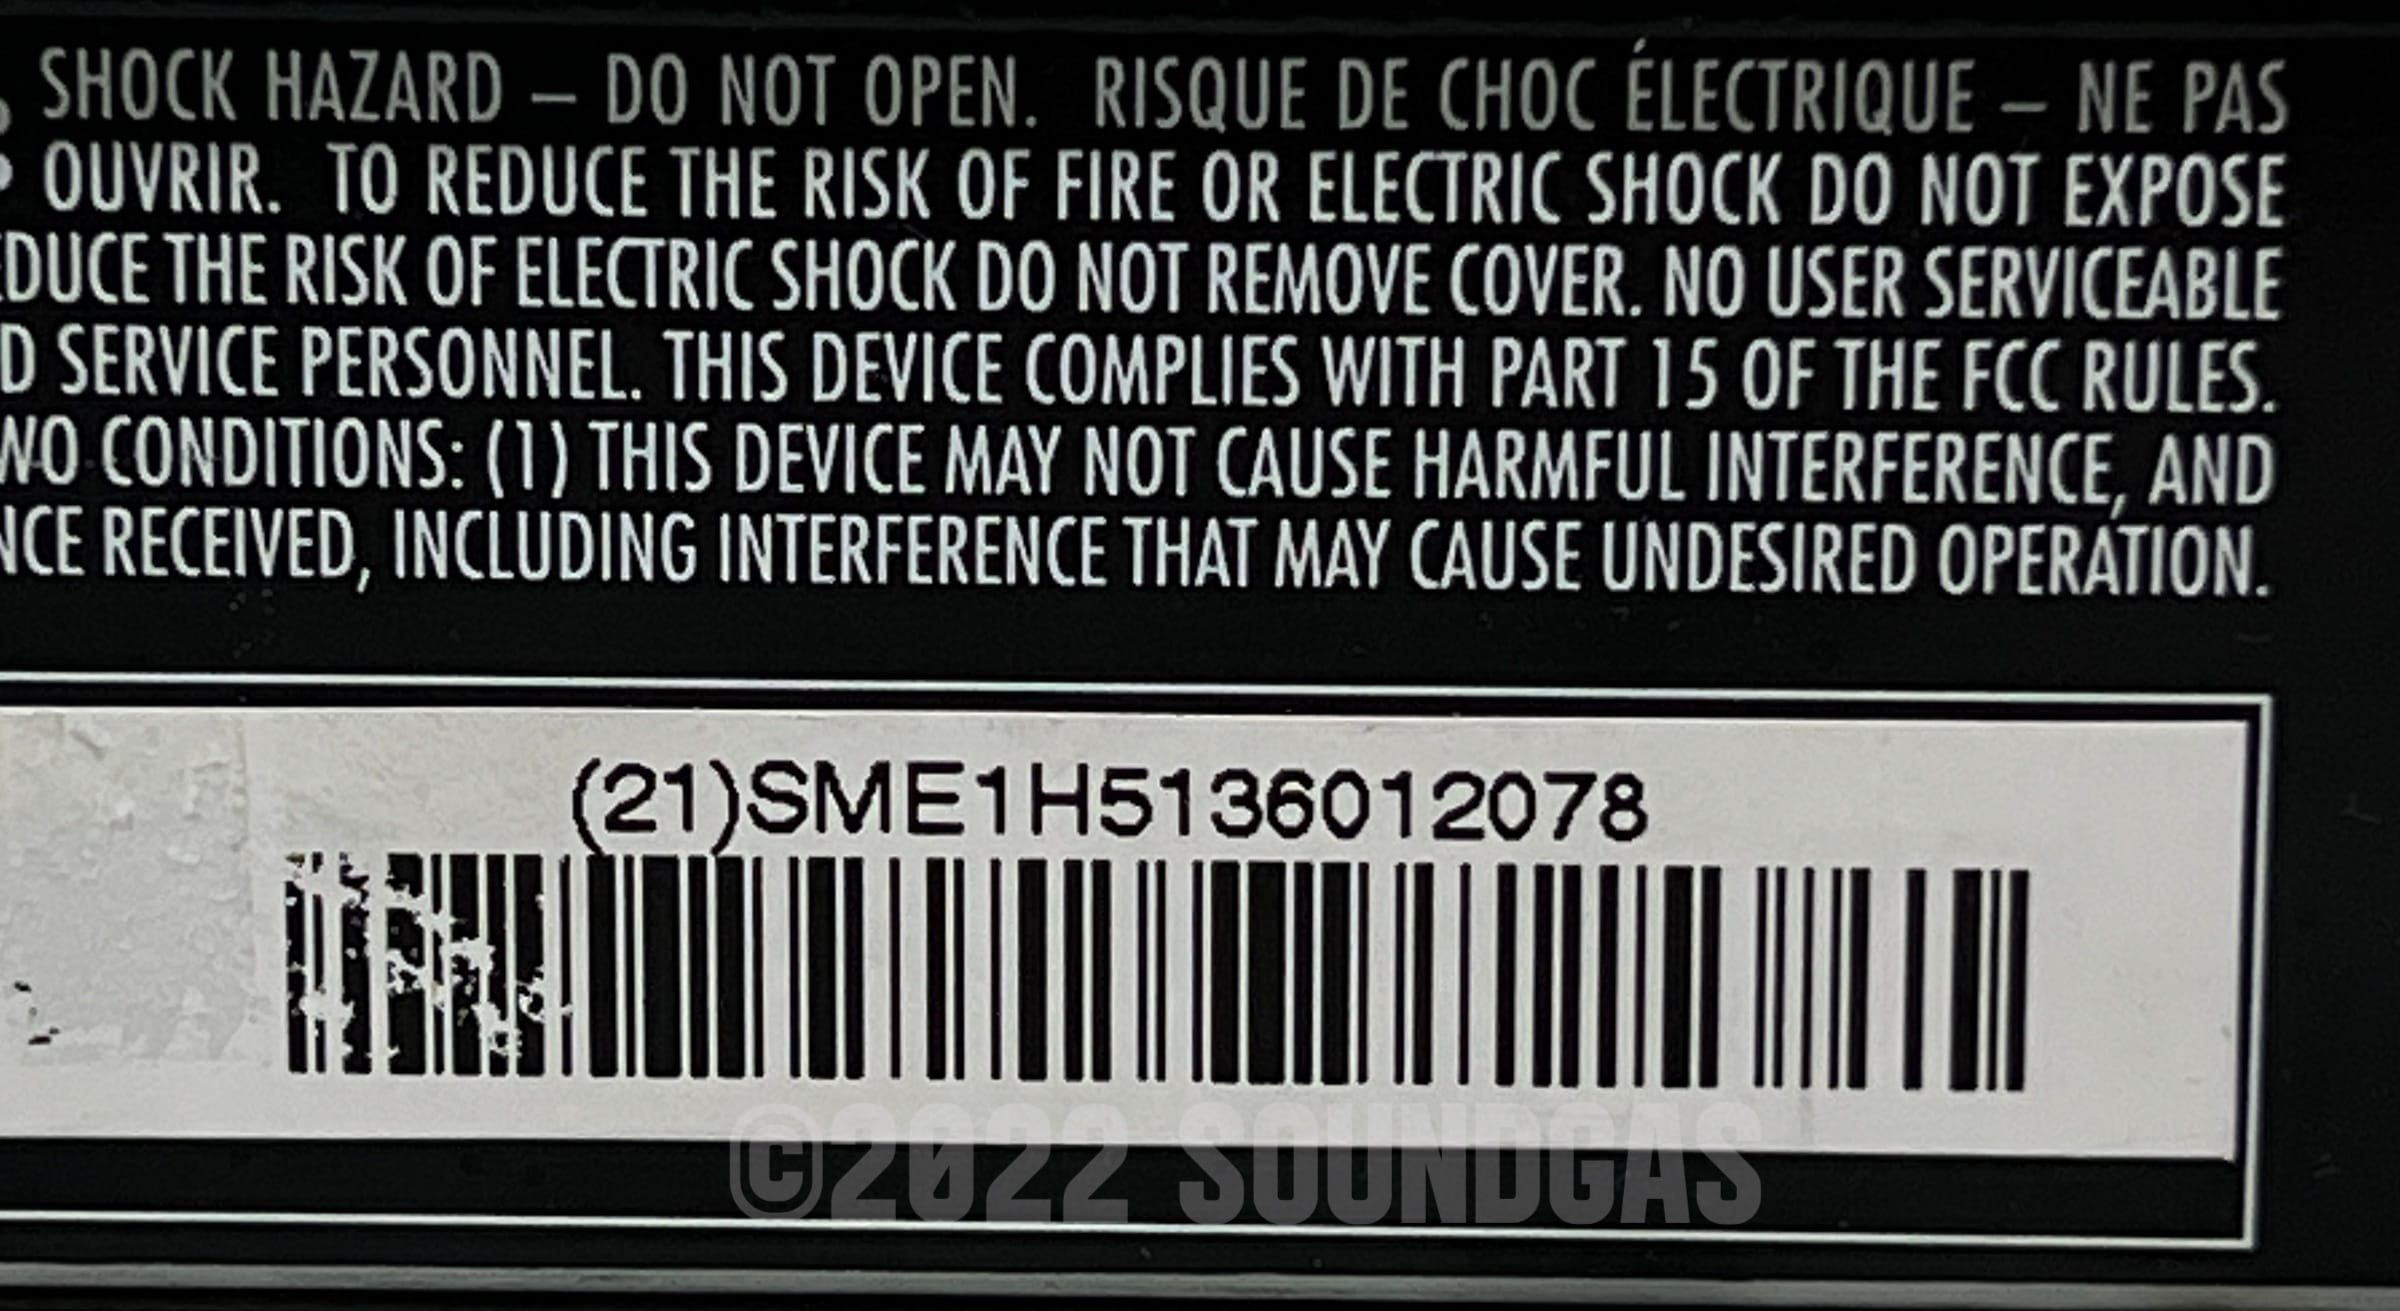 SHOCK HAZARD – DO NOT OPEN. RISQUE DE CHOC ÉLECTRIQUE – NE PAS
OUVRIR. TO REDUCE THE RISK OF FIRE OR ELECTRIC SHOCK DO NOT EXPOSE
THE RISK OF ELECTRIC SHOCK DO NOT REMOVE COVER. NO USER SERVICEABLE
SERVICE PERSONNEL. THIS DEVICE COMPLIES WITH PART 15 OF THE FCC RULES.
CONDITIONS: (1) THIS DEVICE MAY NOT CAUSE HARMFUL INTERFERENCE, AND
RECEIVED, INCLUDING INTERFERENCE THAT MAY CAUSE UNDESIRED OPERATION.
(21)SME1H5136012078
©2022 SOUNDGAS